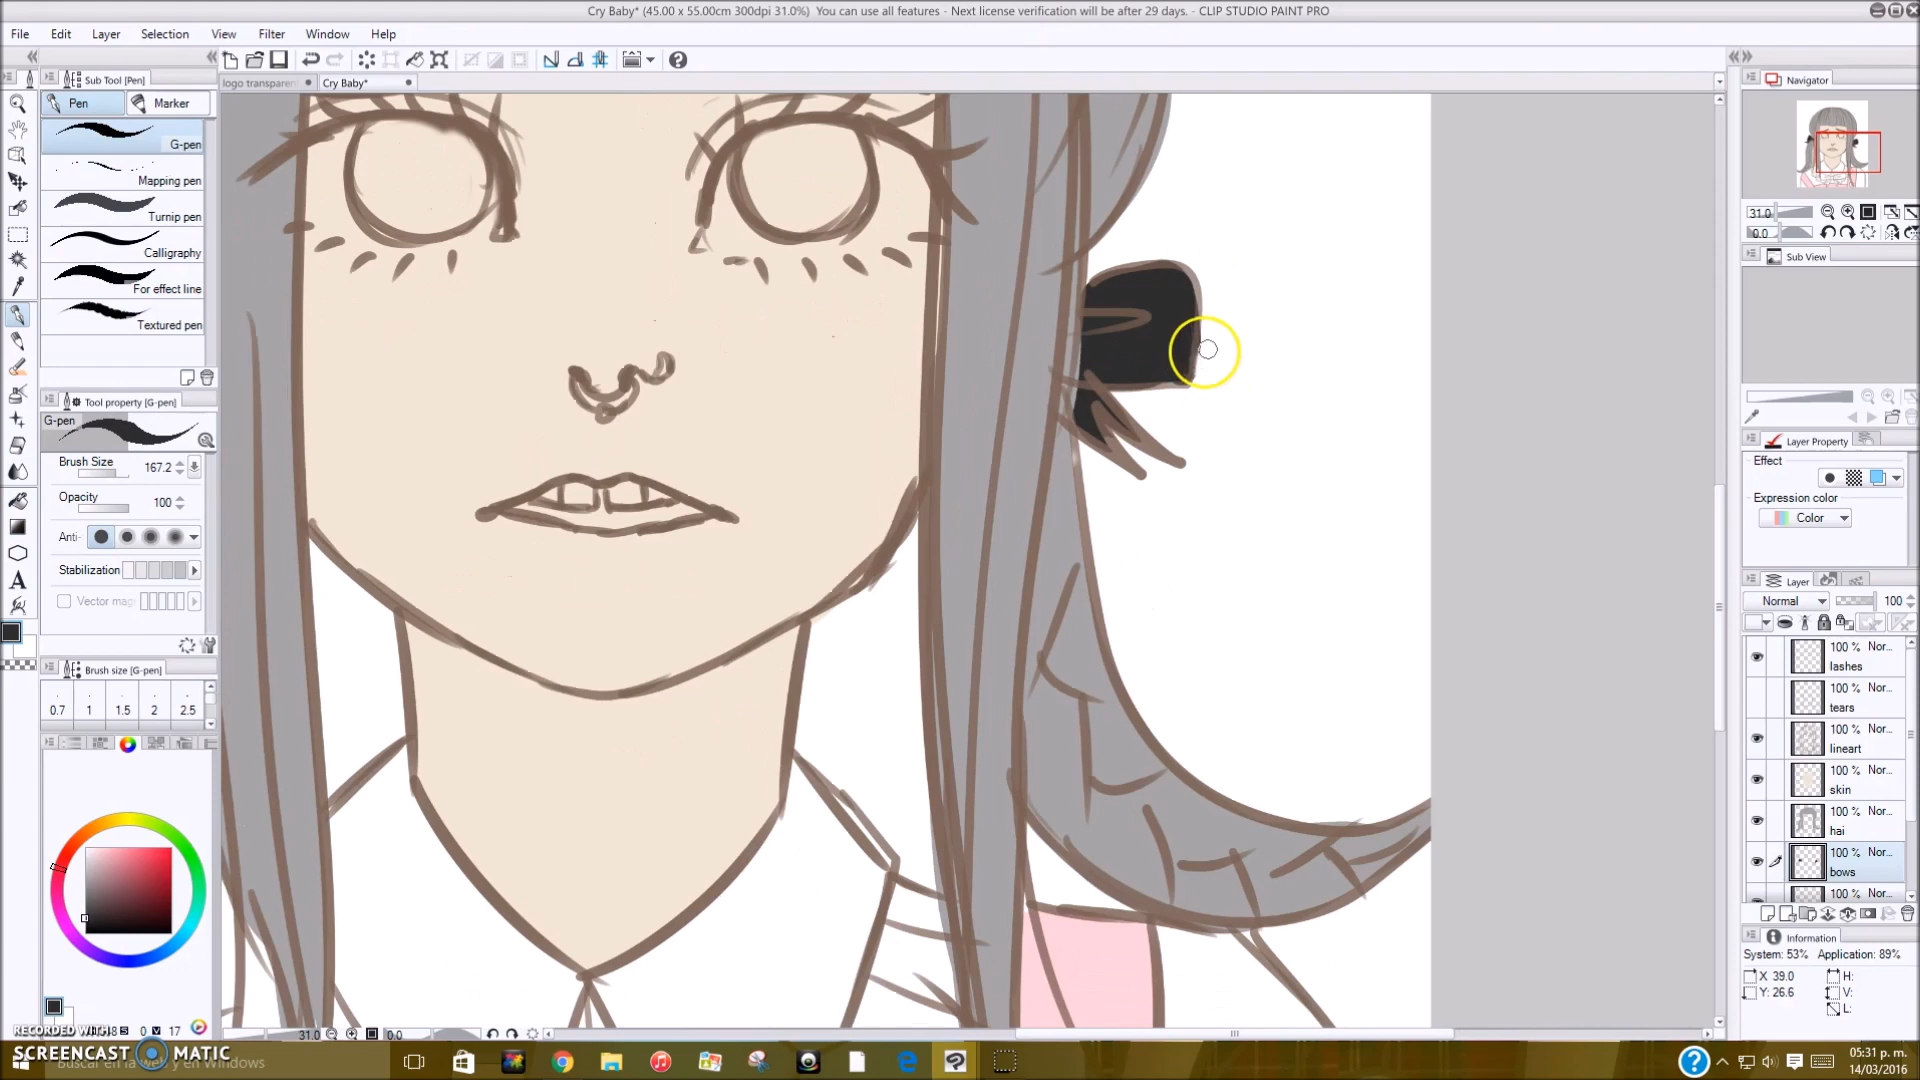 Cry Baby* (45.00 x 55.00cm 300dpi 31.0%)  You can use all features - Next license verification will be after 29 days. - CLIP STUDIO PAINT PRO
File Edit Layer Selection View Filter Window Help
Sub Tool [Pen]
logo transparen
Cry Baby*
Navigator
Pen
Marker
G-pen
Mapping pen
Turnip pen
Calligraphy
For effect line
Textured pen
31.0
0.0
Sub View
Tool property [G-pen]
G-pen
Brush Size 167.2
Opacity 100
Anti-
Stabilization
Vector mag
Brush size [G-pen]
0.7 1 1.5 2 2.5
Layer Property
Effect
Expression color
Color
Layer
Normal 100
100 % Nor...
lashes
100 % Nor...
tears
100 % Nor...
lineart
100 % Nor...
skin
100 % Nor...
hai
100 % Nor...
bows
100 % Nor...
Information
System: 53% Application: 89%
X 39.0 H:
Y: 26.6 V:
L:
S 0 V 17
31.0 0.0
RECORDED WITH
SCREENCAST MATIC
Buscar en la web y en Windows
05:31 p. m.
14/03/2016